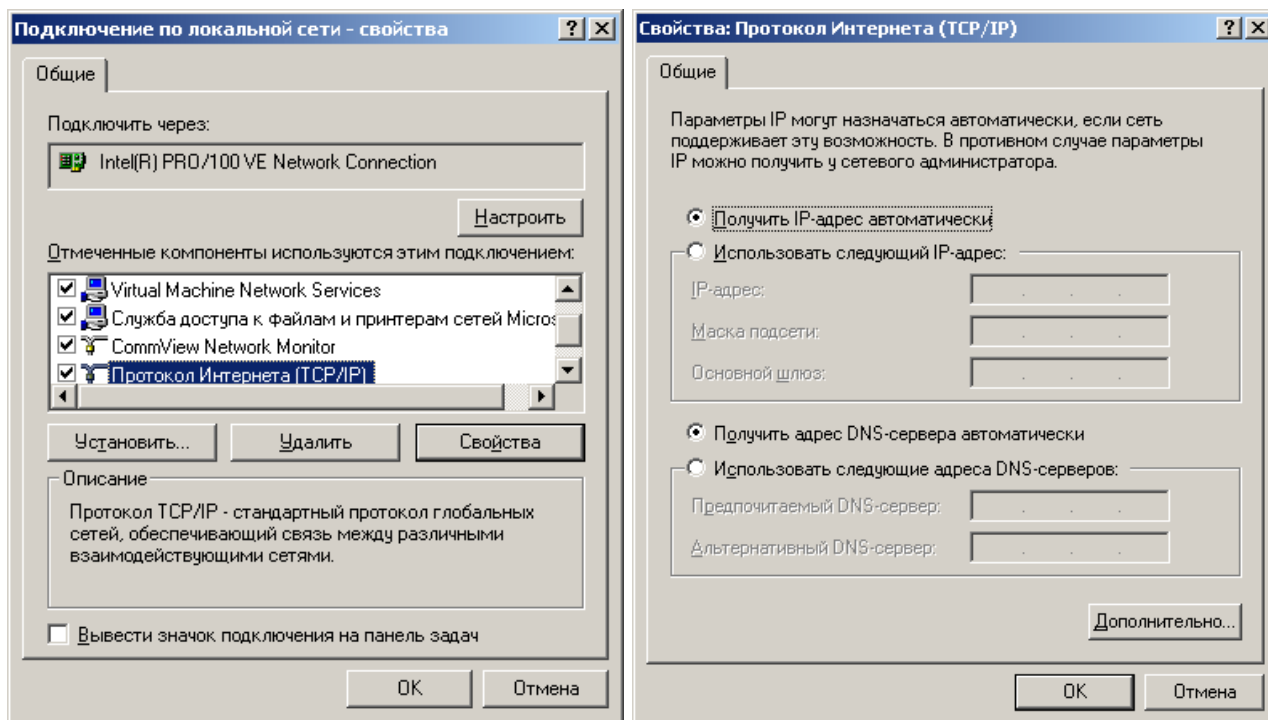 Подключение по локальной сети - свойства
Общие
Подключить через:
Intel(R) PRO/100 VE Network Connection
Настроить
Отмеченные компоненты используются этим подключением:
Virtual Machine Network Services
Служба доступа к файлам и принтерам сетей Micros
CommView Network Monitor
Протокол Интернета (TCP/IP)
Установить...
Удалить
Свойства
Описание
Протокол TCP/IP - стандартный протокол глобальных
сетей, обеспечивающий связь между различными
взаимодействующими сетями.
Вывести значок подключения на панель задач
OK
Отмена
Свойства: Протокол Интернета (TCP/IP)
Общие
Параметры IP могут назначаться автоматически, если сеть
поддерживает эту возможность. В противном случае параметры
IP можно получить у сетевого администратора.
Получить IP-адрес автоматически
Использовать следующий IP-адрес:
IP-адрес:
Маска подсети:
Основной шлюз:
Получить адрес DNS-сервера автоматически
Использовать следующие адреса DNS-серверов:
Предпочитаемый DNS-сервер:
Альтернативный DNS-сервер:
Дополнительно...
OK
Отмена